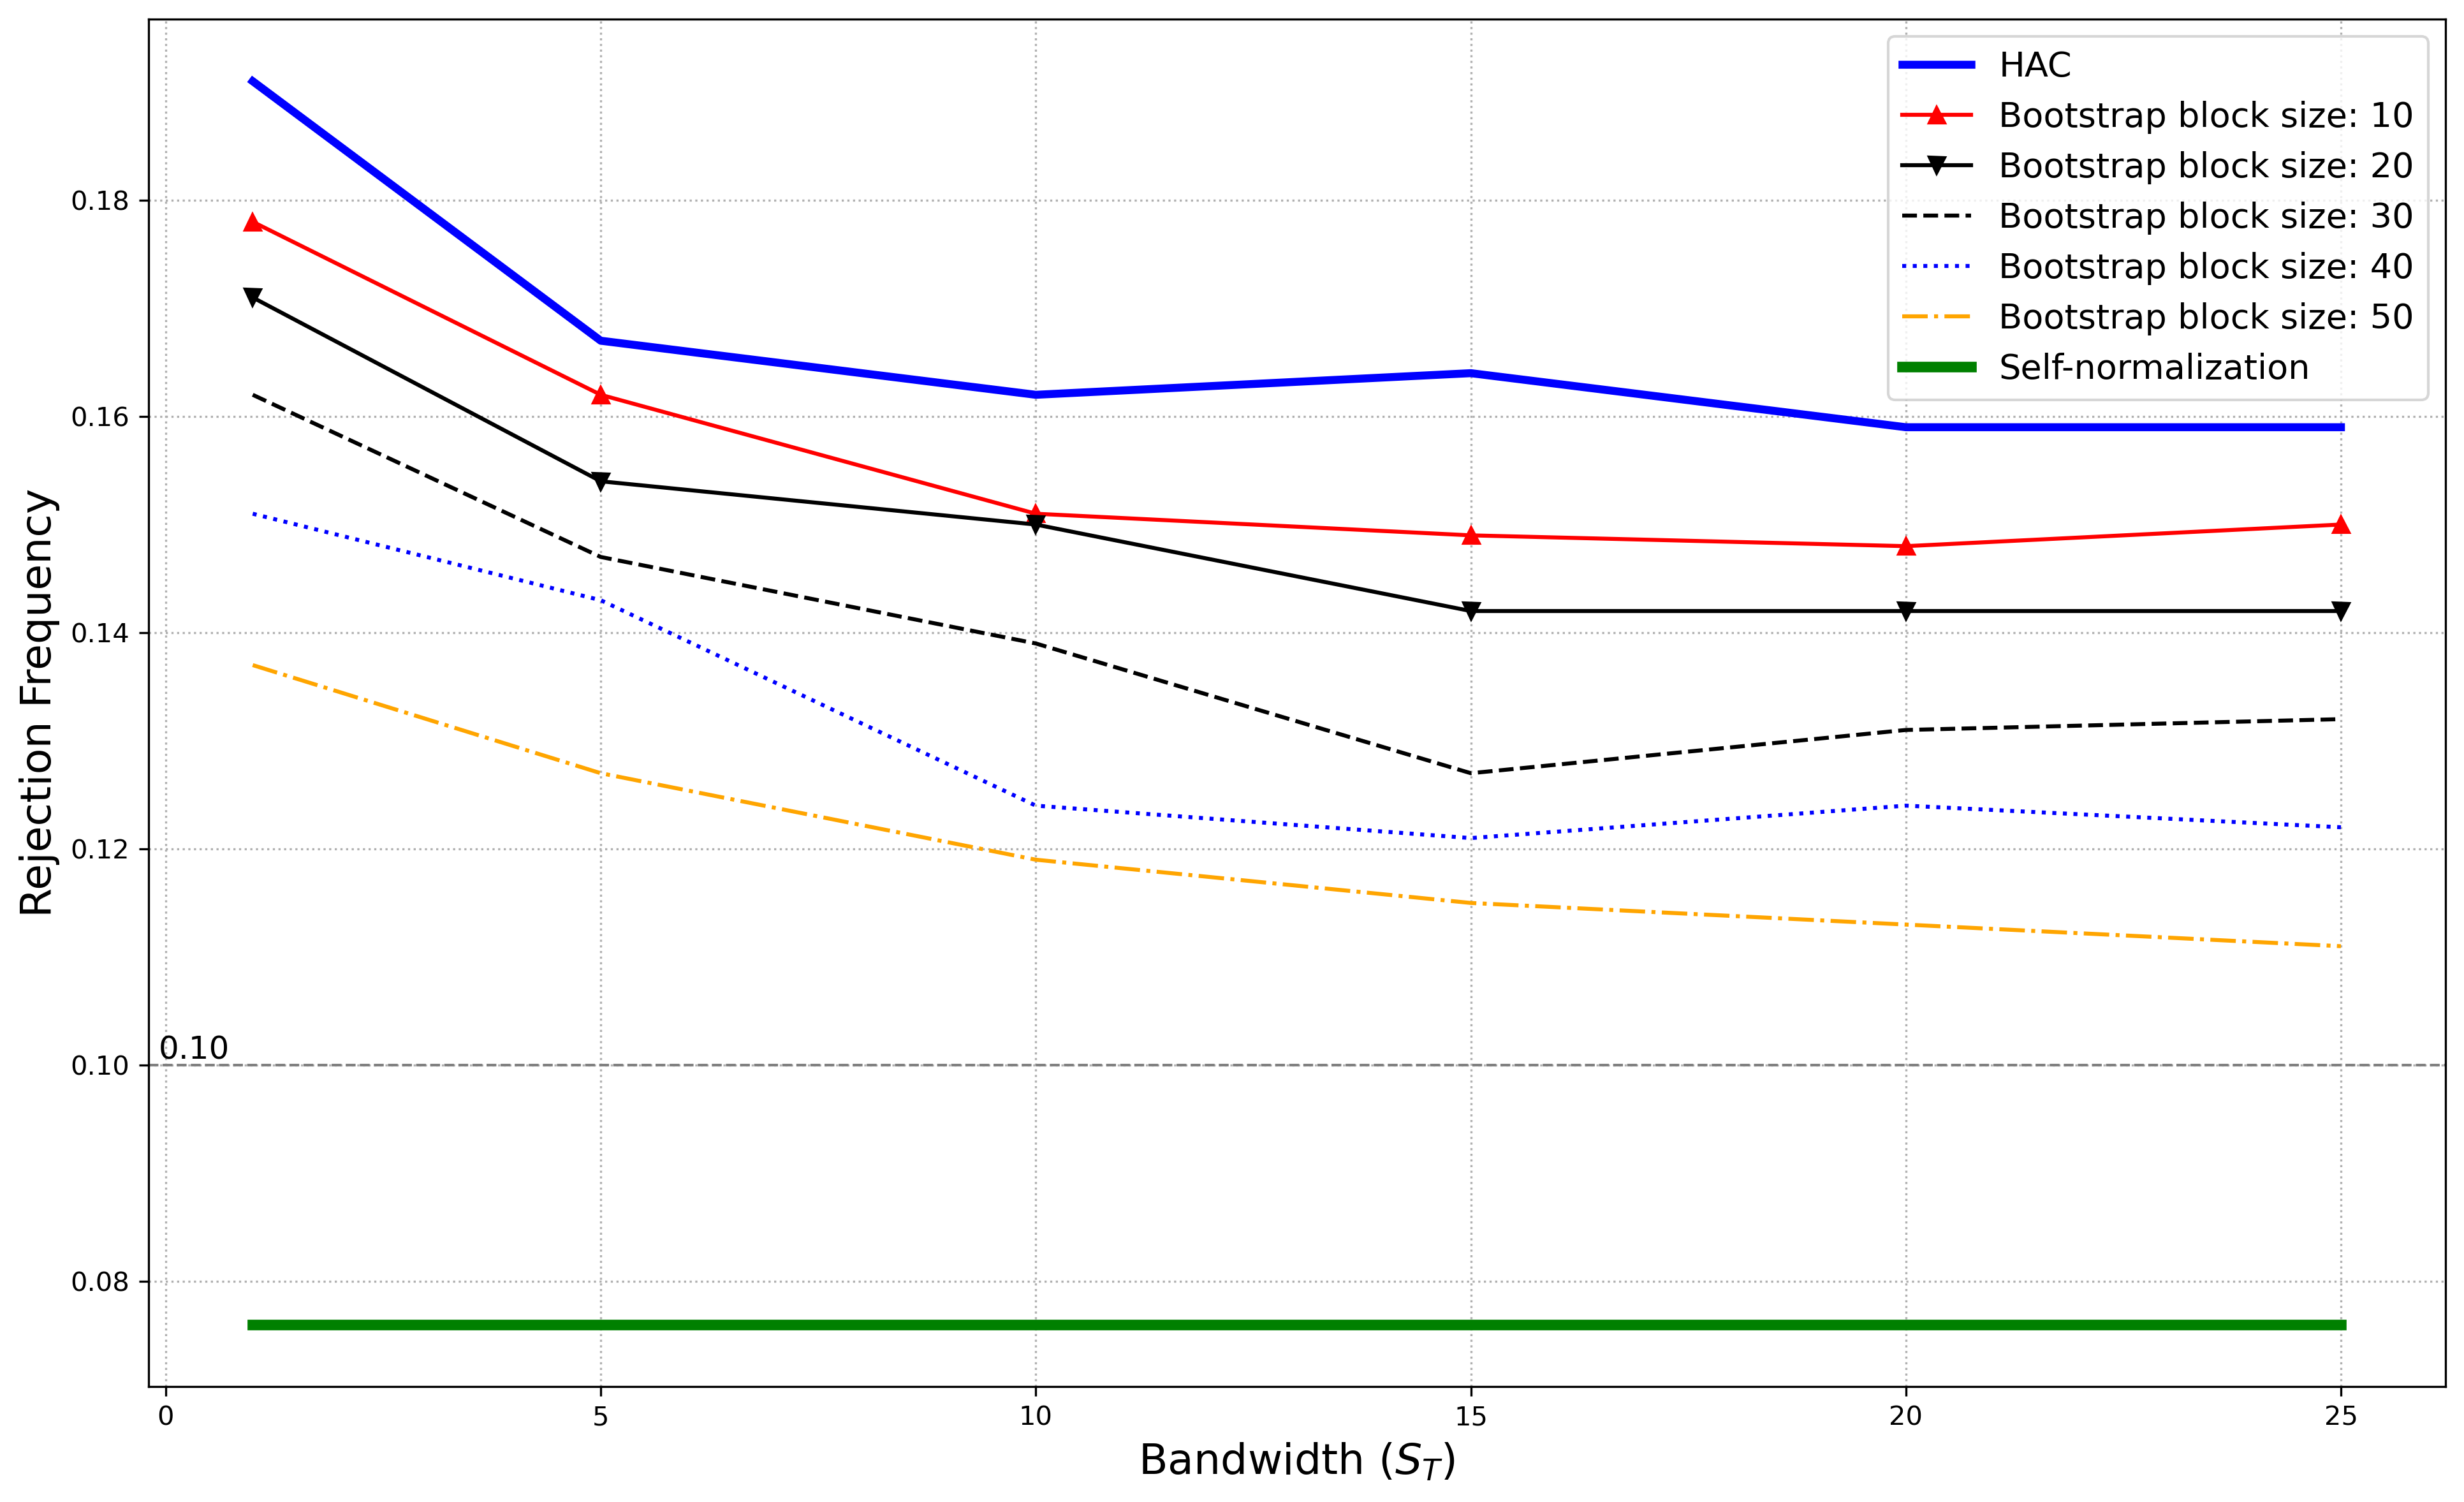 HAC
Bootstrap block size: 10
Bootstrap block size: 20
Bootstrap block size: 30
Bootstrap block size: 40
Bootstrap block size: 50
Self-normalization
Rejection Frequency
0.18
0.16
0.14
0.12
0.10
0.10
0.08
0 5 10 15 20 25
Bandwidth (S_T)